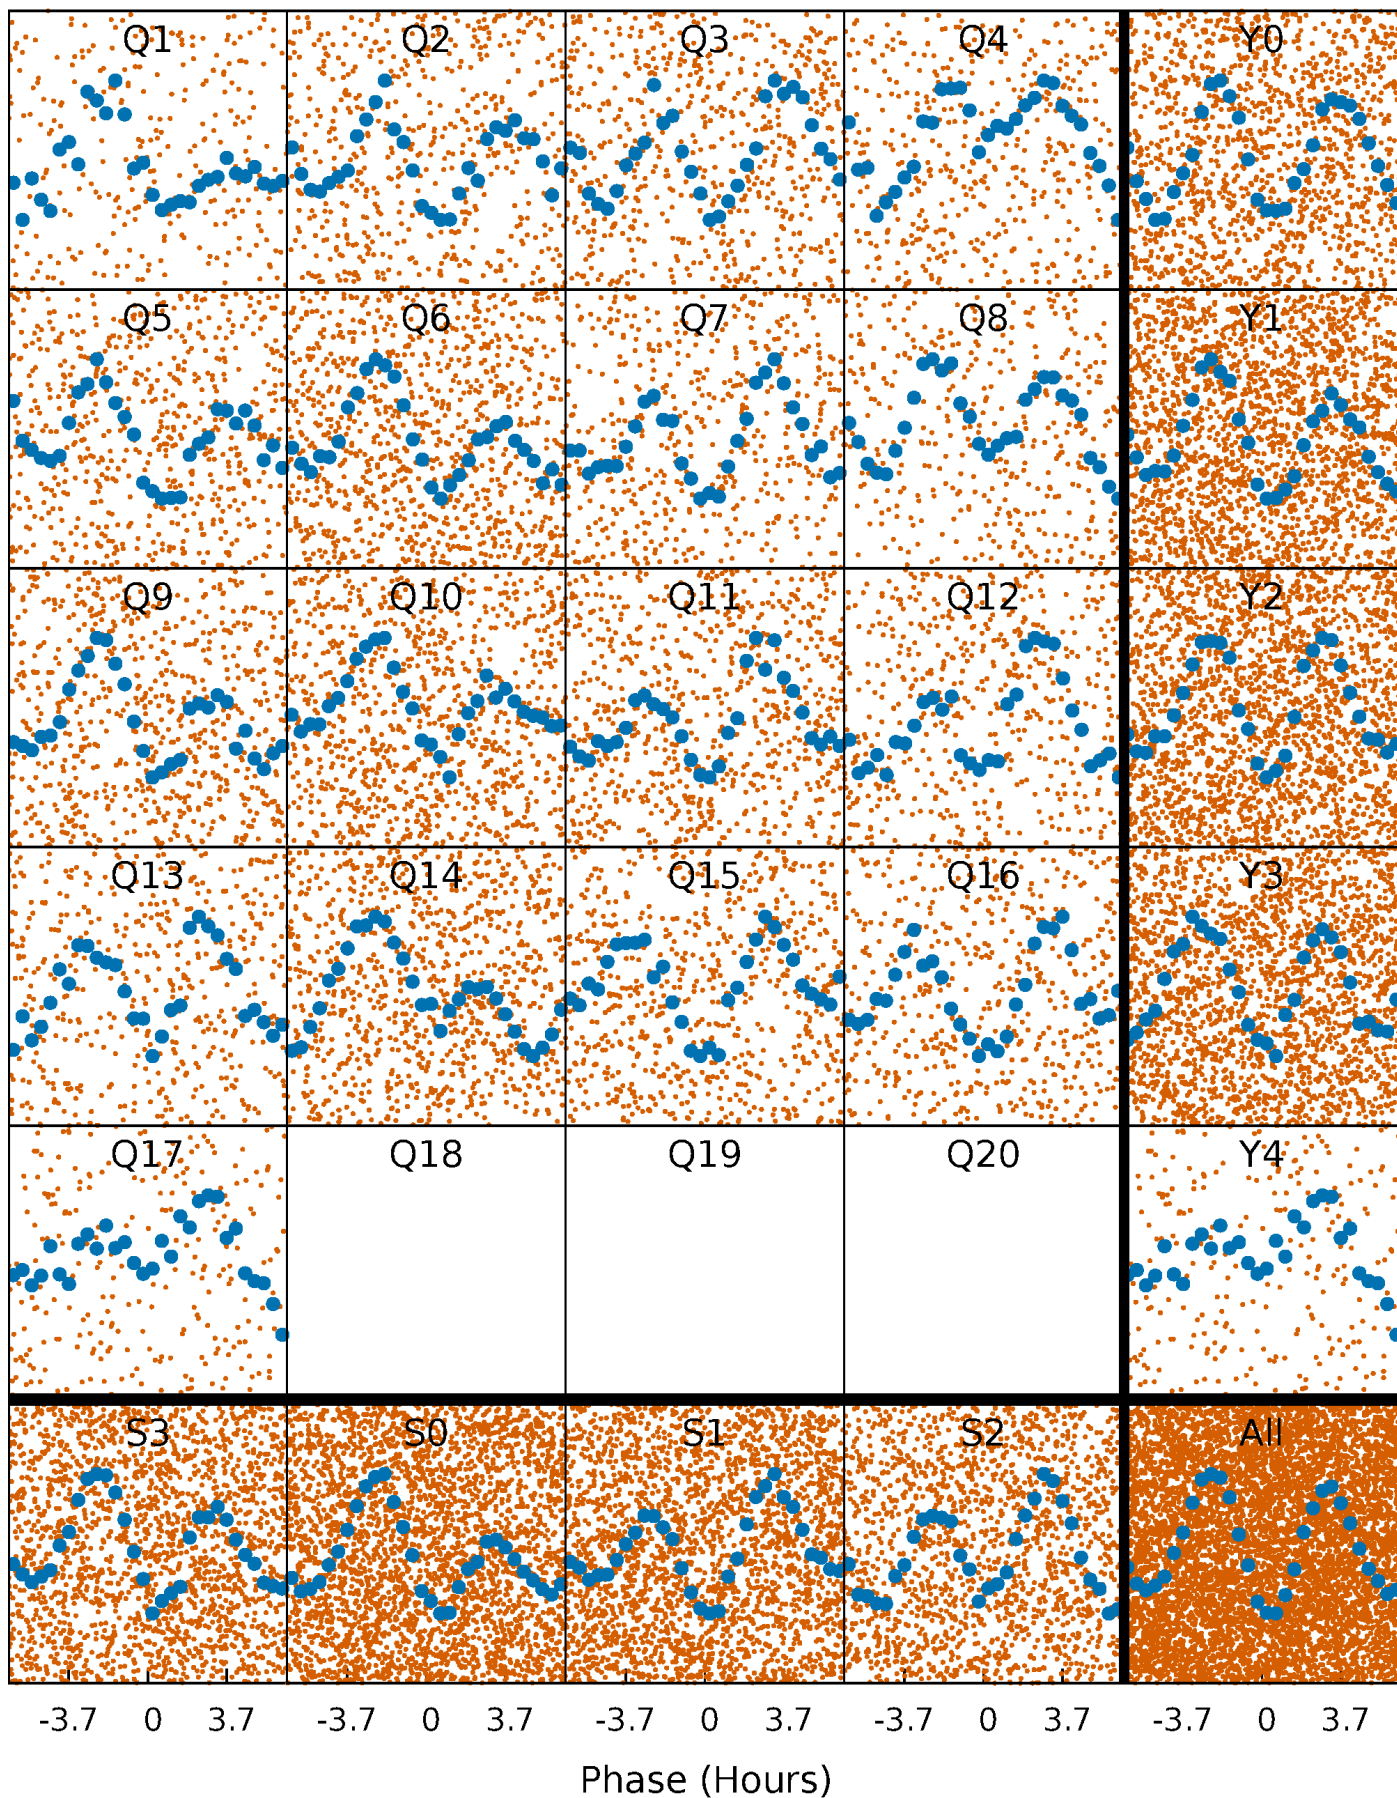 Q1 Q2 Q3 Q4 Y0
Q5 Q6 Q7 Q8 Y1
Q9 Q10 Q11 Q12 Y2
Q13 Q14 Q15 Q16 Y3
Q17 Q18 Q19 Q20 Y4
S3 S0 S1 S2 All
-3.7 0 3.7 -3.7 0 3.7 -3.7 0 3.7 -3.7 0 3.7 -3.7 0 3.7
Phase (Hours)